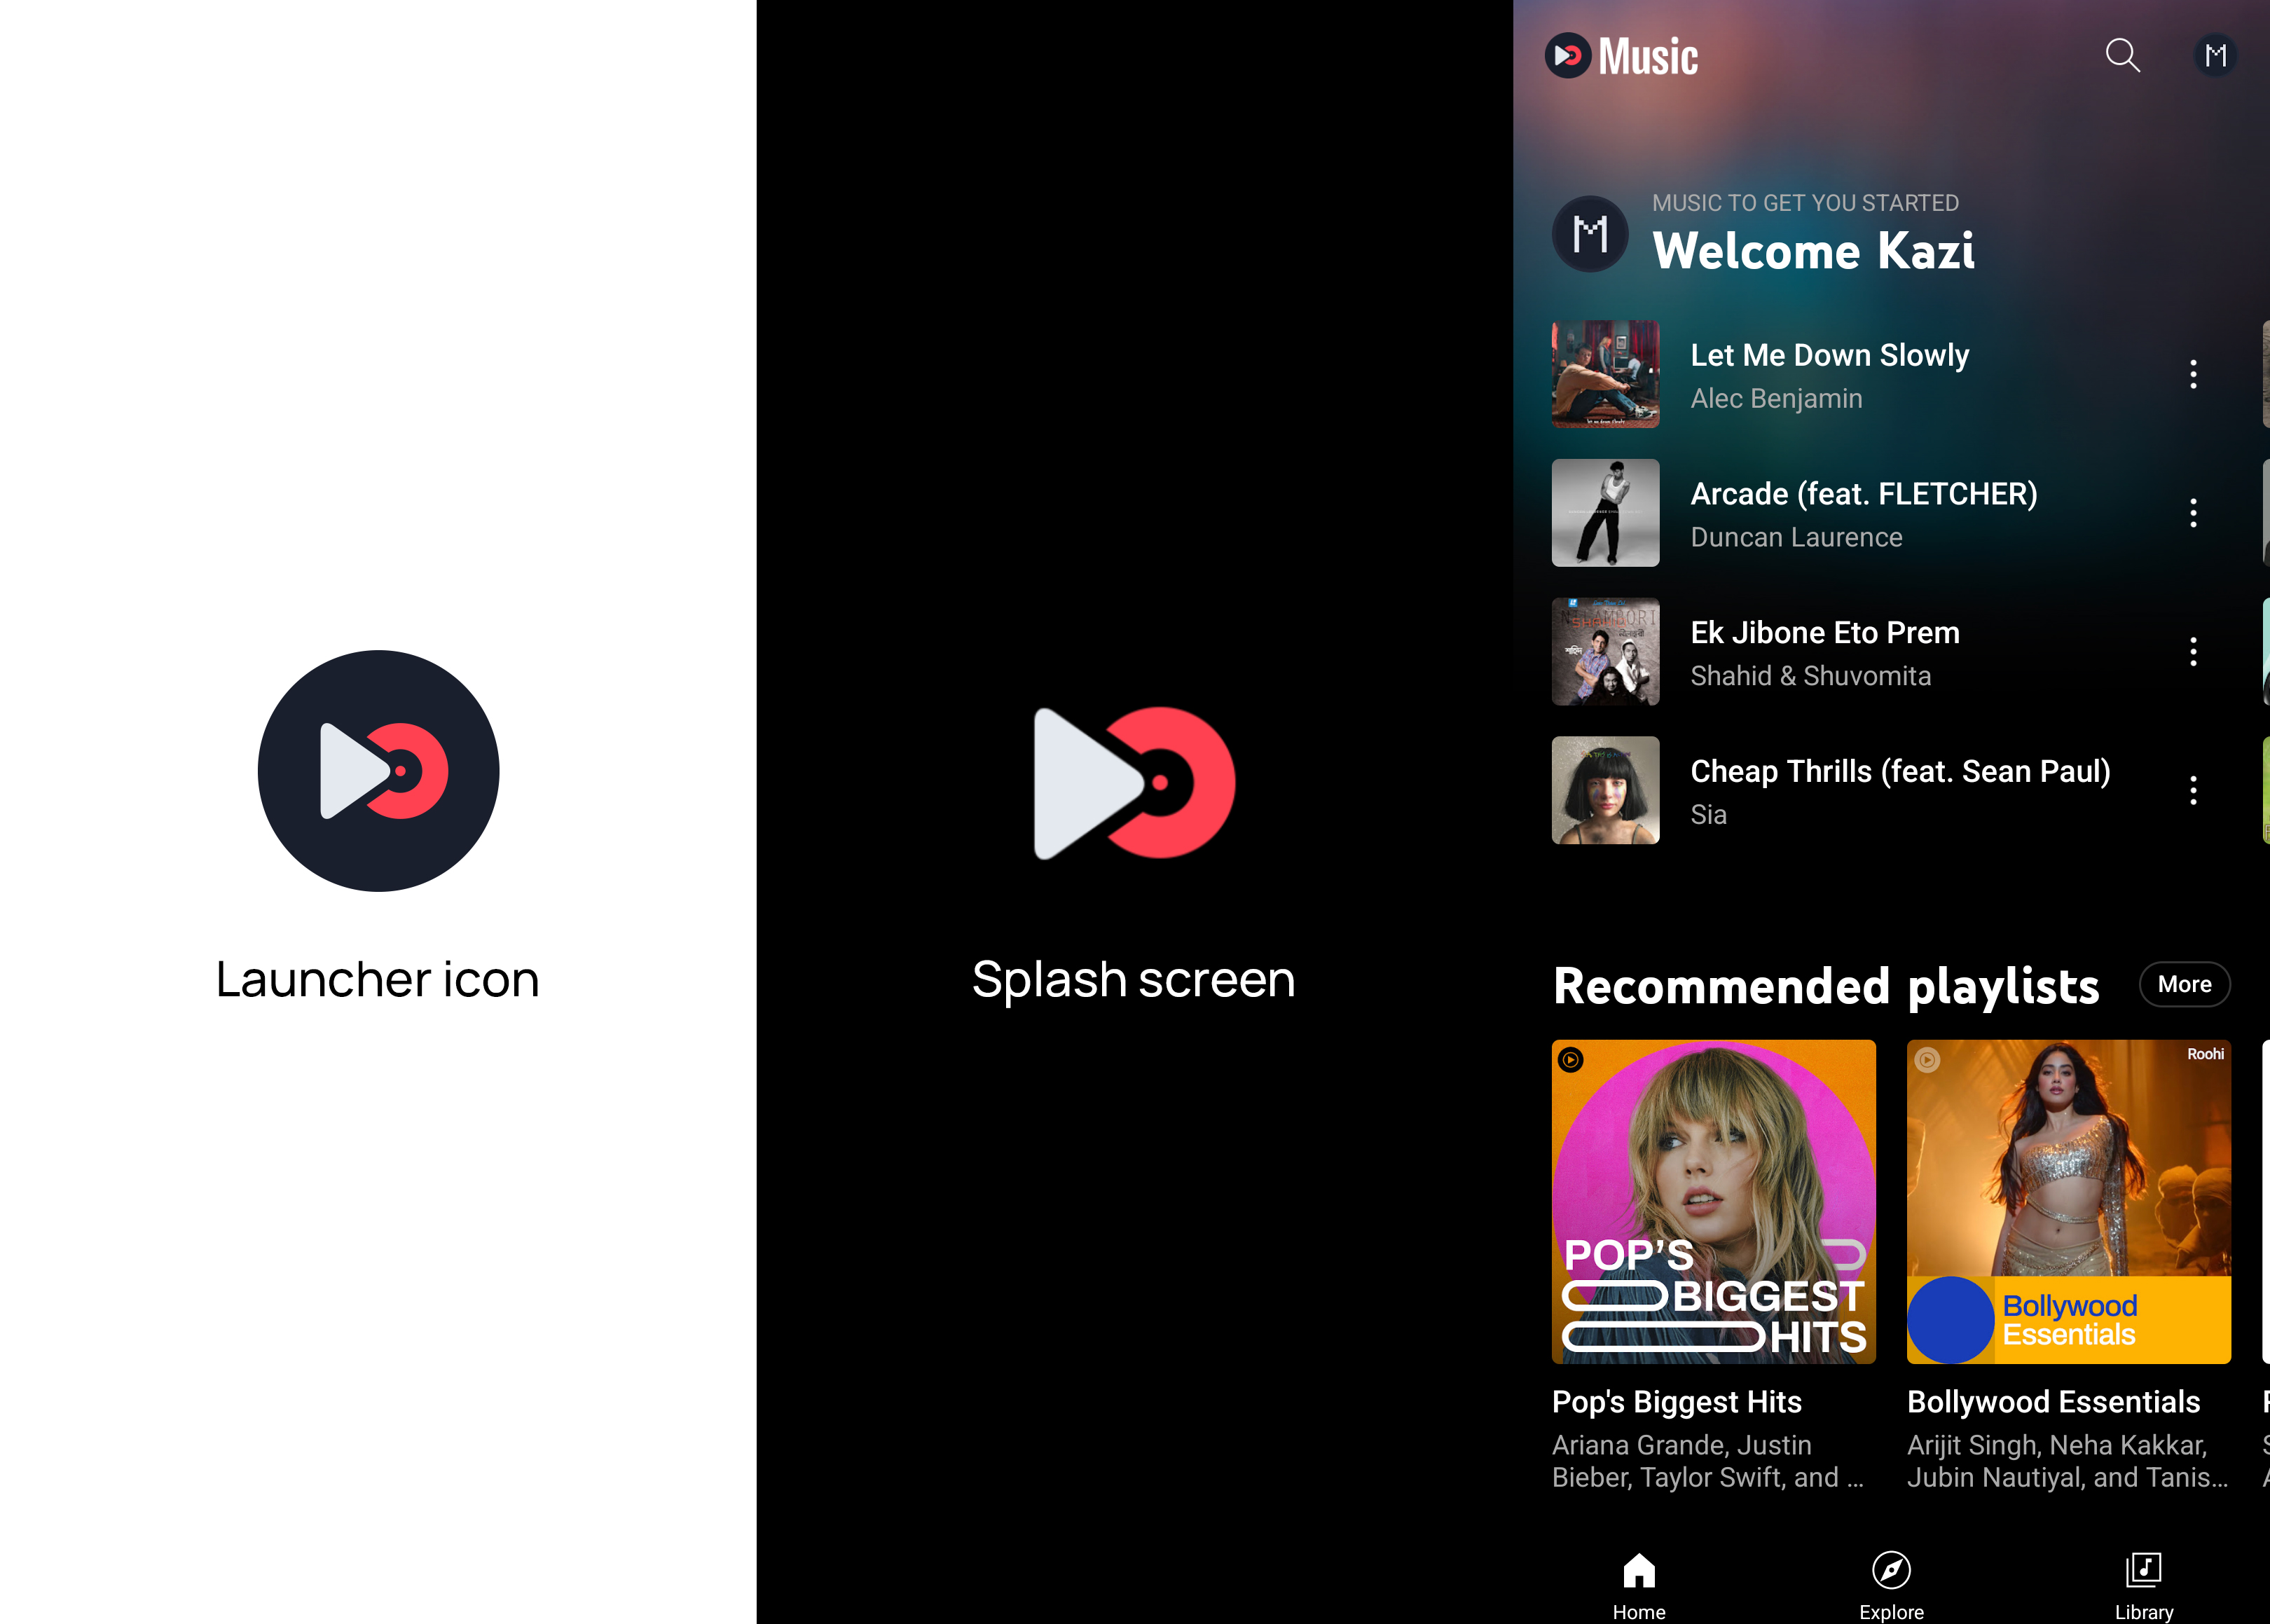 Launcher icon
Splash screen
Music
MUSIC TO GET YOU STARTED
Welcome Kazi
Let Me Down Slowly
Alec Benjamin
Arcade (feat. FLETCHER)
Duncan Laurence
NILANDORI
Ek Jibone Eto Prem
Shahid & Shuvomita
Cheap Thrills (feat. Sean Paul)
Sia
Recommended playlists
More
POP’S
BIGGEST
HITS
Roohi
Bollywood
Essentials
Pop's Biggest Hits
Ariana Grande, Justin
Bieber, Taylor Swift, and ...
Bollywood Essentials
Arijit Singh, Neha Kakkar,
Jubin Nautiyal, and Tanis...
Home
Explore
Library